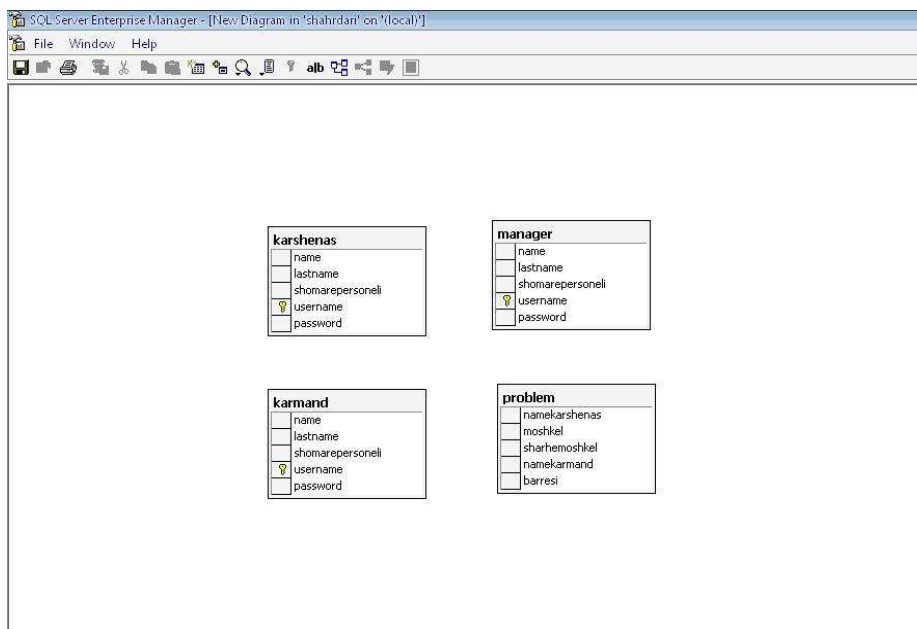 SQL Server Enterprise Manager - [New Diagram in 'shahrdari' on '(local)']
File Window Help
alb
karshenas
name
lastname
shomarepersoneli
username
password
manager
name
lastname
shomarepersoneli
username
password
karmand
name
lastname
shomarepersoneli
username
password
problem
namekarshenas
moshkel
sharhemoshkel
namekarmand
barresi